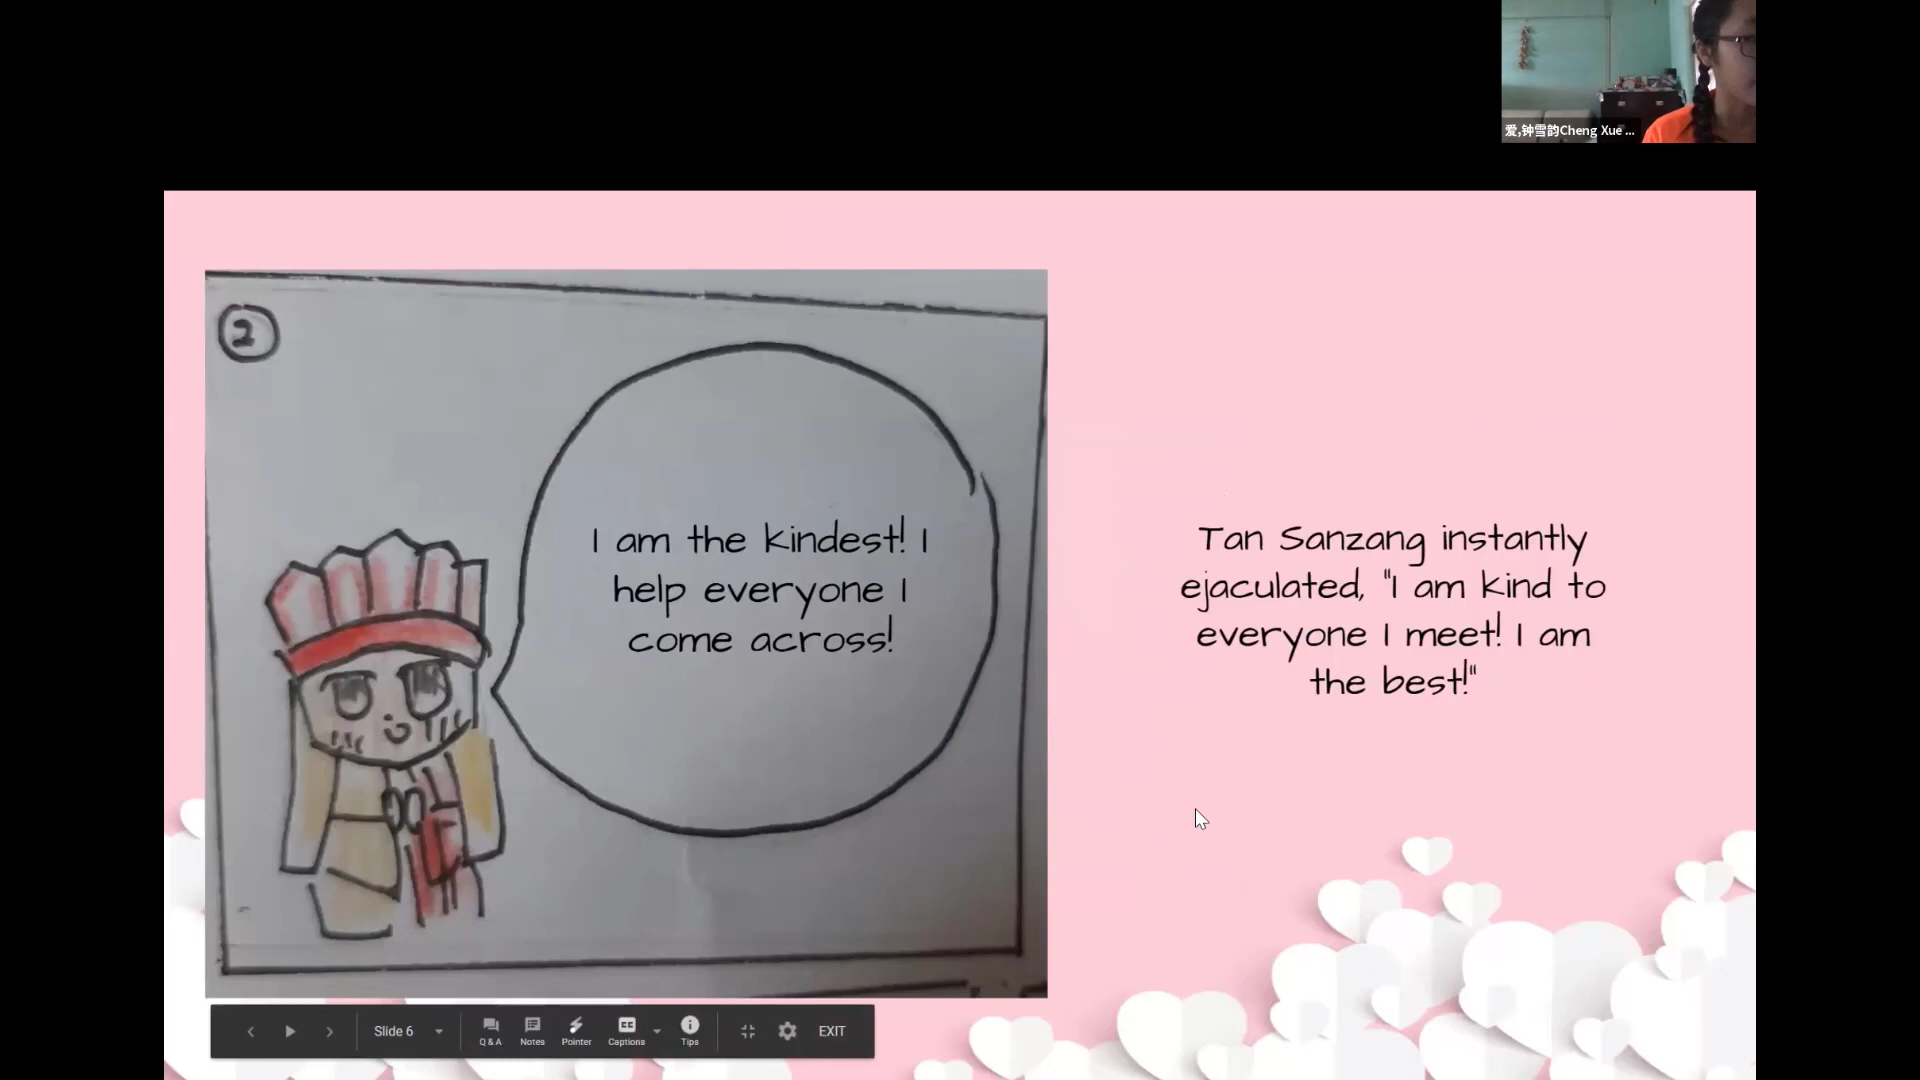 爱,钟雪韵Cheng Xue ...
2
I am the kindest! I
help everyone I
come across!
Tan Sanzang instantly
ejaculated, "I am kind to
everyone I meet! I am
the best!"
Slide 6
Q & A
Notes
Pointer
CC
Captions
Tips
EXIT